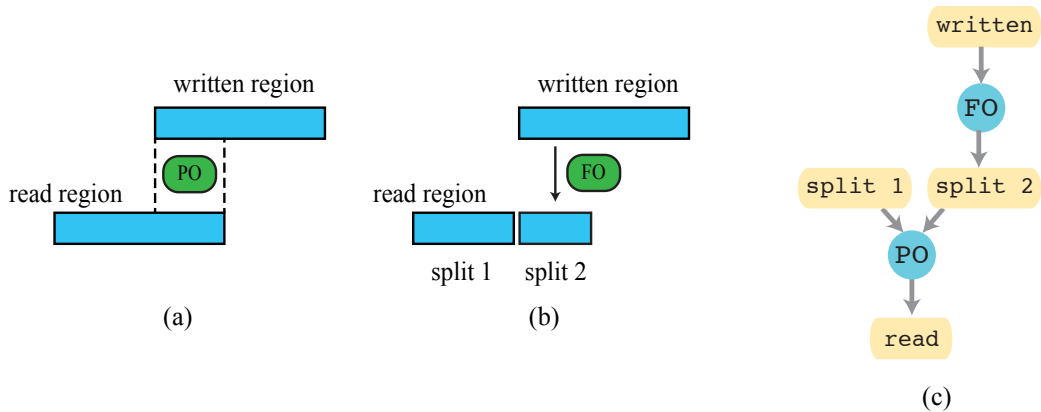 written region
PO
read region
(a)
written region
FO
read region
split 1
split 2
(b)
written
FO
split 1
split 2
PO
read
(c)